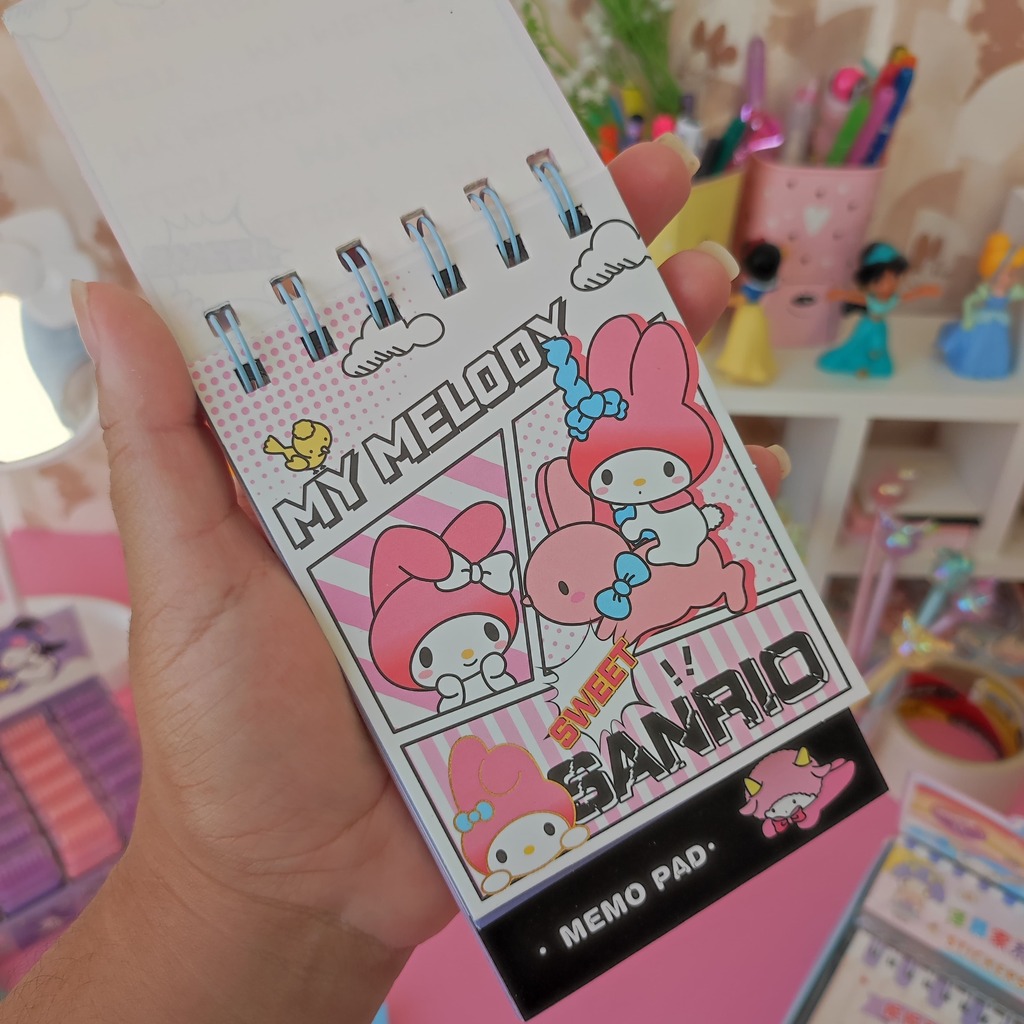 MY MELODY
SWEET
!!
SANRIO
· MEMO PAD·